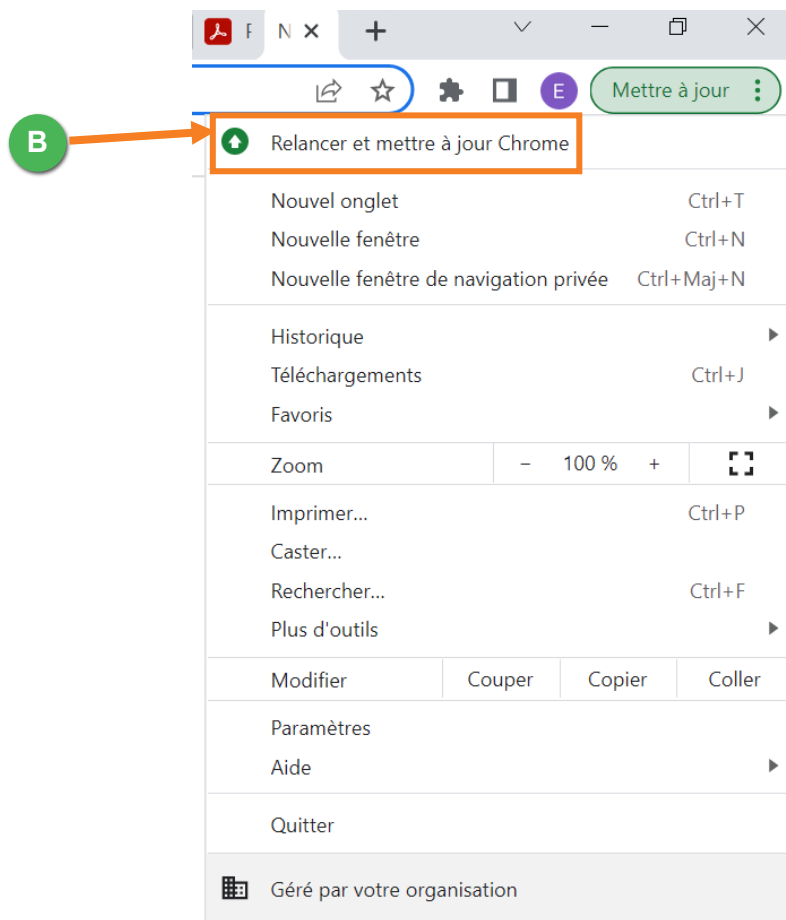 F N
E Mettre à jour
B
Relancer et mettre à jour Chrome
Nouvel onglet Ctrl+T
Nouvelle fenêtre Ctrl+N
Nouvelle fenêtre de navigation privée Ctrl+Maj+N
Historique
Téléchargements Ctrl+J
Favoris
Zoom - 100 % +
Imprimer... Ctrl+P
Caster...
Rechercher... Ctrl+F
Plus d'outils
Modifier Couper Copier Coller
Paramètres
Aide
Quitter
Géré par votre organisation